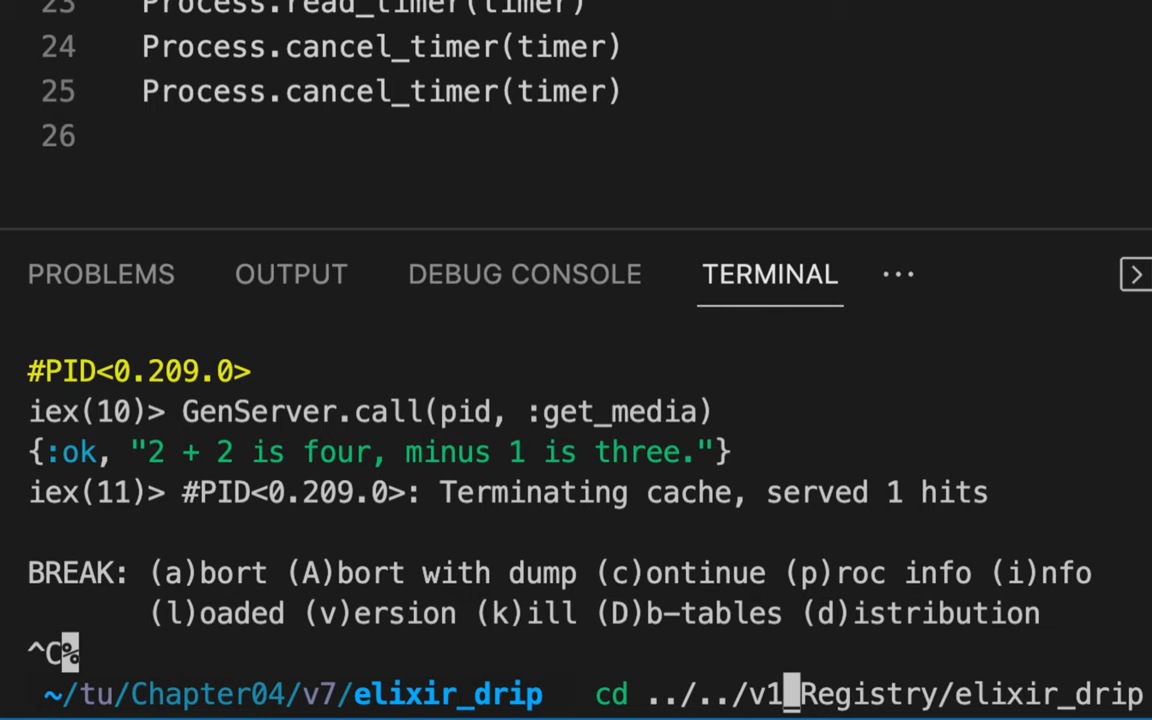 23 Process.read_timer(timer)
24 Process.cancel_timer(timer)
25 Process.cancel_timer(timer)
26
PROBLEMS OUTPUT DEBUG CONSOLE TERMINAL ...
#PID<0.209.0>
iex(10)> GenServer.call(pid, :get_media)
{:ok, "2 + 2 is four, minus 1 is three."}
iex(11)> #PID<0.209.0>: Terminating cache, served 1 hits
BREAK: (a)bort (A)bort with dump (c)ontinue (p)roc info (i)nfo
(l)oaded (v)ersion (k)ill (D)b-tables (d)istribution
^C%
~/tu/Chapter04/v7/elixir_drip cd ../../v1_Registry/elixir_drip